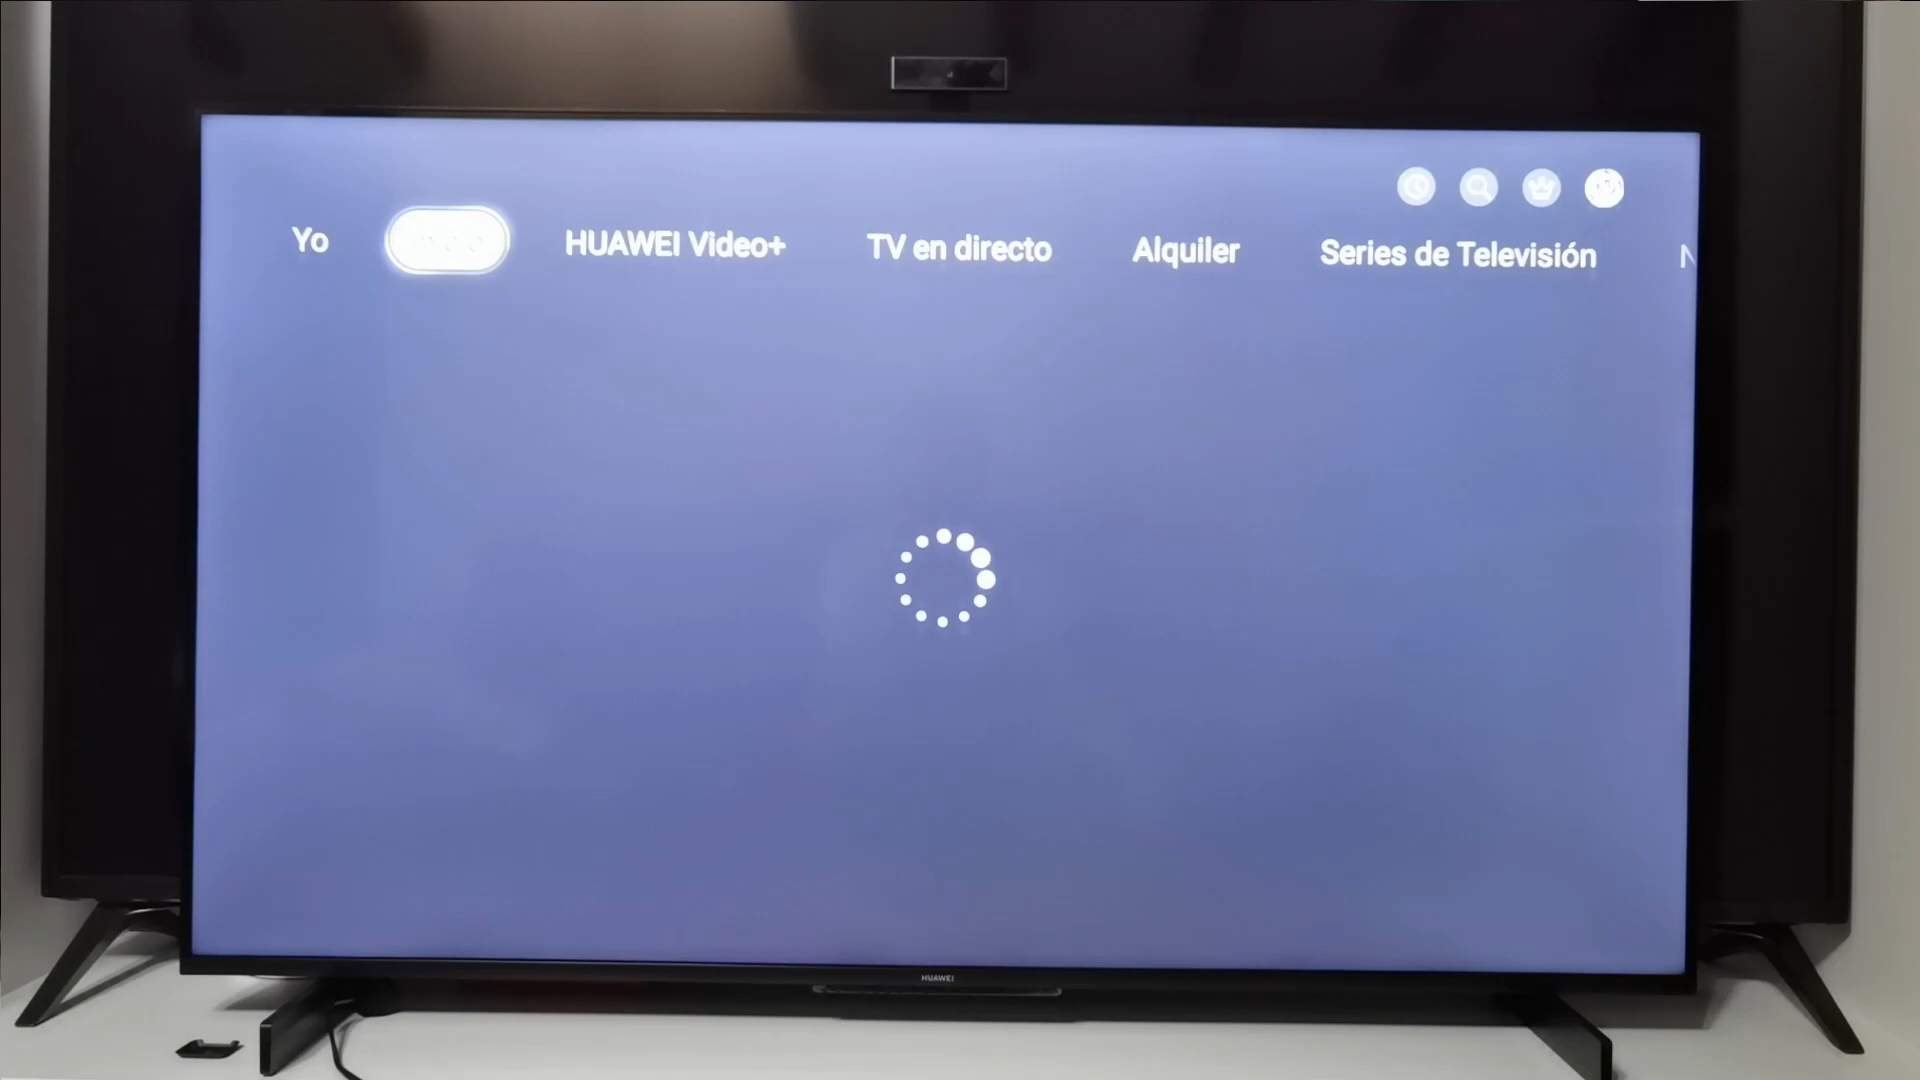 Yo
HUAWEI Video+
TV en directo
Alquiler
Series de Televisión
HUAWEI